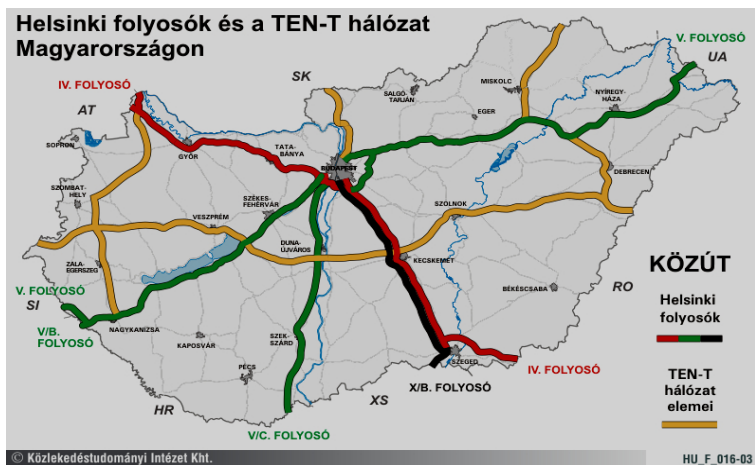 Helsinki folyosók és a TEN-T hálózat
Magyarországon
V. FOLYOSÓ
UA
SK
IV. FOLYOSÓ
AT
MISKOLC
SALGÓ-
TARJÁN
NYÍREGY-
HÁZA
EGER
SOPRON
GYŐR
TATA-
BÁNYA
BUDAPEST
DEBRECEN
SZOMBAT-
HELY
SZÉKES-
FEHÉRVÁR
VESZPRÉM
SZOLNOK
DUNA-
ÚJVÁROS
ZALA-
EGERSZEG
KECSKEMÉT
KÖZÚT
RO
V. FOLYOSÓ
SI
BÉKÉSCSABA
Helsinki
folyosók
V/B.
FOLYOSÓ
NAGYKANIZSA
KAPOSVÁR
SZEK-
SZÁRD
PÉCS
SZEGED
IV. FOLYOSÓ
X/B. FOLYOSÓ
TEN-T
hálózat
elemei
XS
HR
V/C. FOLYOSÓ
© Közlekedéstudományi Intézet Kht.
HU_F_016-03